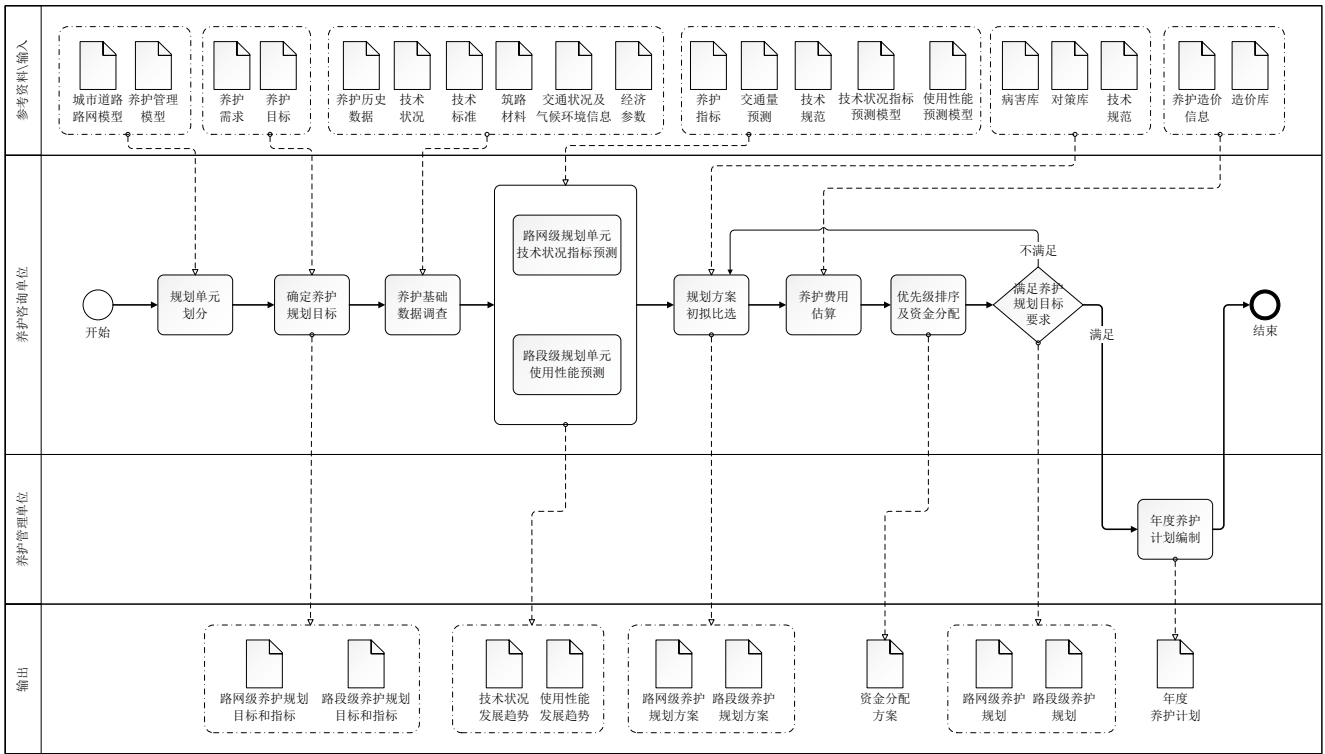 参考资料\输入
城市道路
路网模型
养护管理
模型
养护
需求
养护
目标
养护历史
数据
技术
状况
技术
标准
筑路
材料
交通状况及
气候环境信息
经济
参数
养护
指标
交通量
预测
技术
规范
技术状况指标
预测模型
使用性能
预测模型
病害库
对策库
技术
规范
养护造价
信息
造价库
养护咨询单位
开始
规划单元
划分
确定养护
规划目标
养护基础
数据调查
路网级规划单元
技术状况指标预测
路段级规划单元
使用性能预测
规划方案
初拟比选
养护费用
估算
优先级排序
及资金分配
不满足
满足养护
规划目标
要求
满足
结束
养护管理单位
年度养护
计划编制
输出
路网级养护规划
目标和指标
路段级养护规划
目标和指标
技术状况
发展趋势
使用性能
发展趋势
路网级养护
规划方案
路段级养护
规划方案
资金分配
方案
路网级养护
规划
路段级养护
规划
年度
养护计划